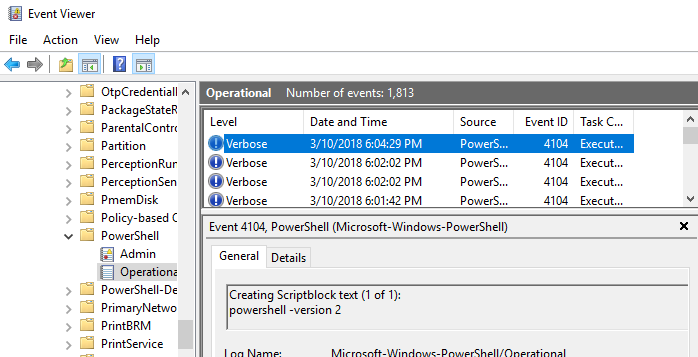 Event Viewer
File Action View Help
OtpCredentialI
PackageStateR
ParentalContro
Partition
PerceptionRun
PerceptionSen
PmemDisk
Policy-based C
PowerShell
Admin
Operationa
PowerShell-De
PrimaryNetwo
PrintBRM
PrintService
Operational Number of events: 1,813
Level Date and Time Source Event ID Task C...
Verbose 3/10/2018 6:04:29 PM PowerS... 4104 Execut...
Verbose 3/10/2018 6:02:02 PM PowerS... 4104 Execut...
Verbose 3/10/2018 6:02:02 PM PowerS... 4104 Execut...
Verbose 3/10/2018 6:01:42 PM PowerS... 4104 Execut...
Event 4104, PowerShell (Microsoft-Windows-PowerShell)
General Details
Creating Scriptblock text (1 of 1):
powershell -version 2
Log Name: Microsoft-Windows-PowerShell/Operational